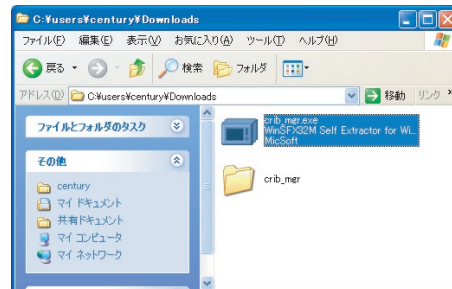 C:¥users¥century¥Downloads
ファイル(F) 編集(E) 表示(V) お気に入り(A) ツール(T) ヘルプ(H)
戻る 検索 フォルダ
アドレス(D) C:¥users¥century¥Downloads 移動 リンク »
ファイルとフォルダのタスク
その他
century
マイ ドキュメント
共有ドキュメント
マイ コンピュータ
マイ ネットワーク
crib_mgr.exe
WinSFX32M Self Extractor for Wi...
MicSoft
crib_mgr